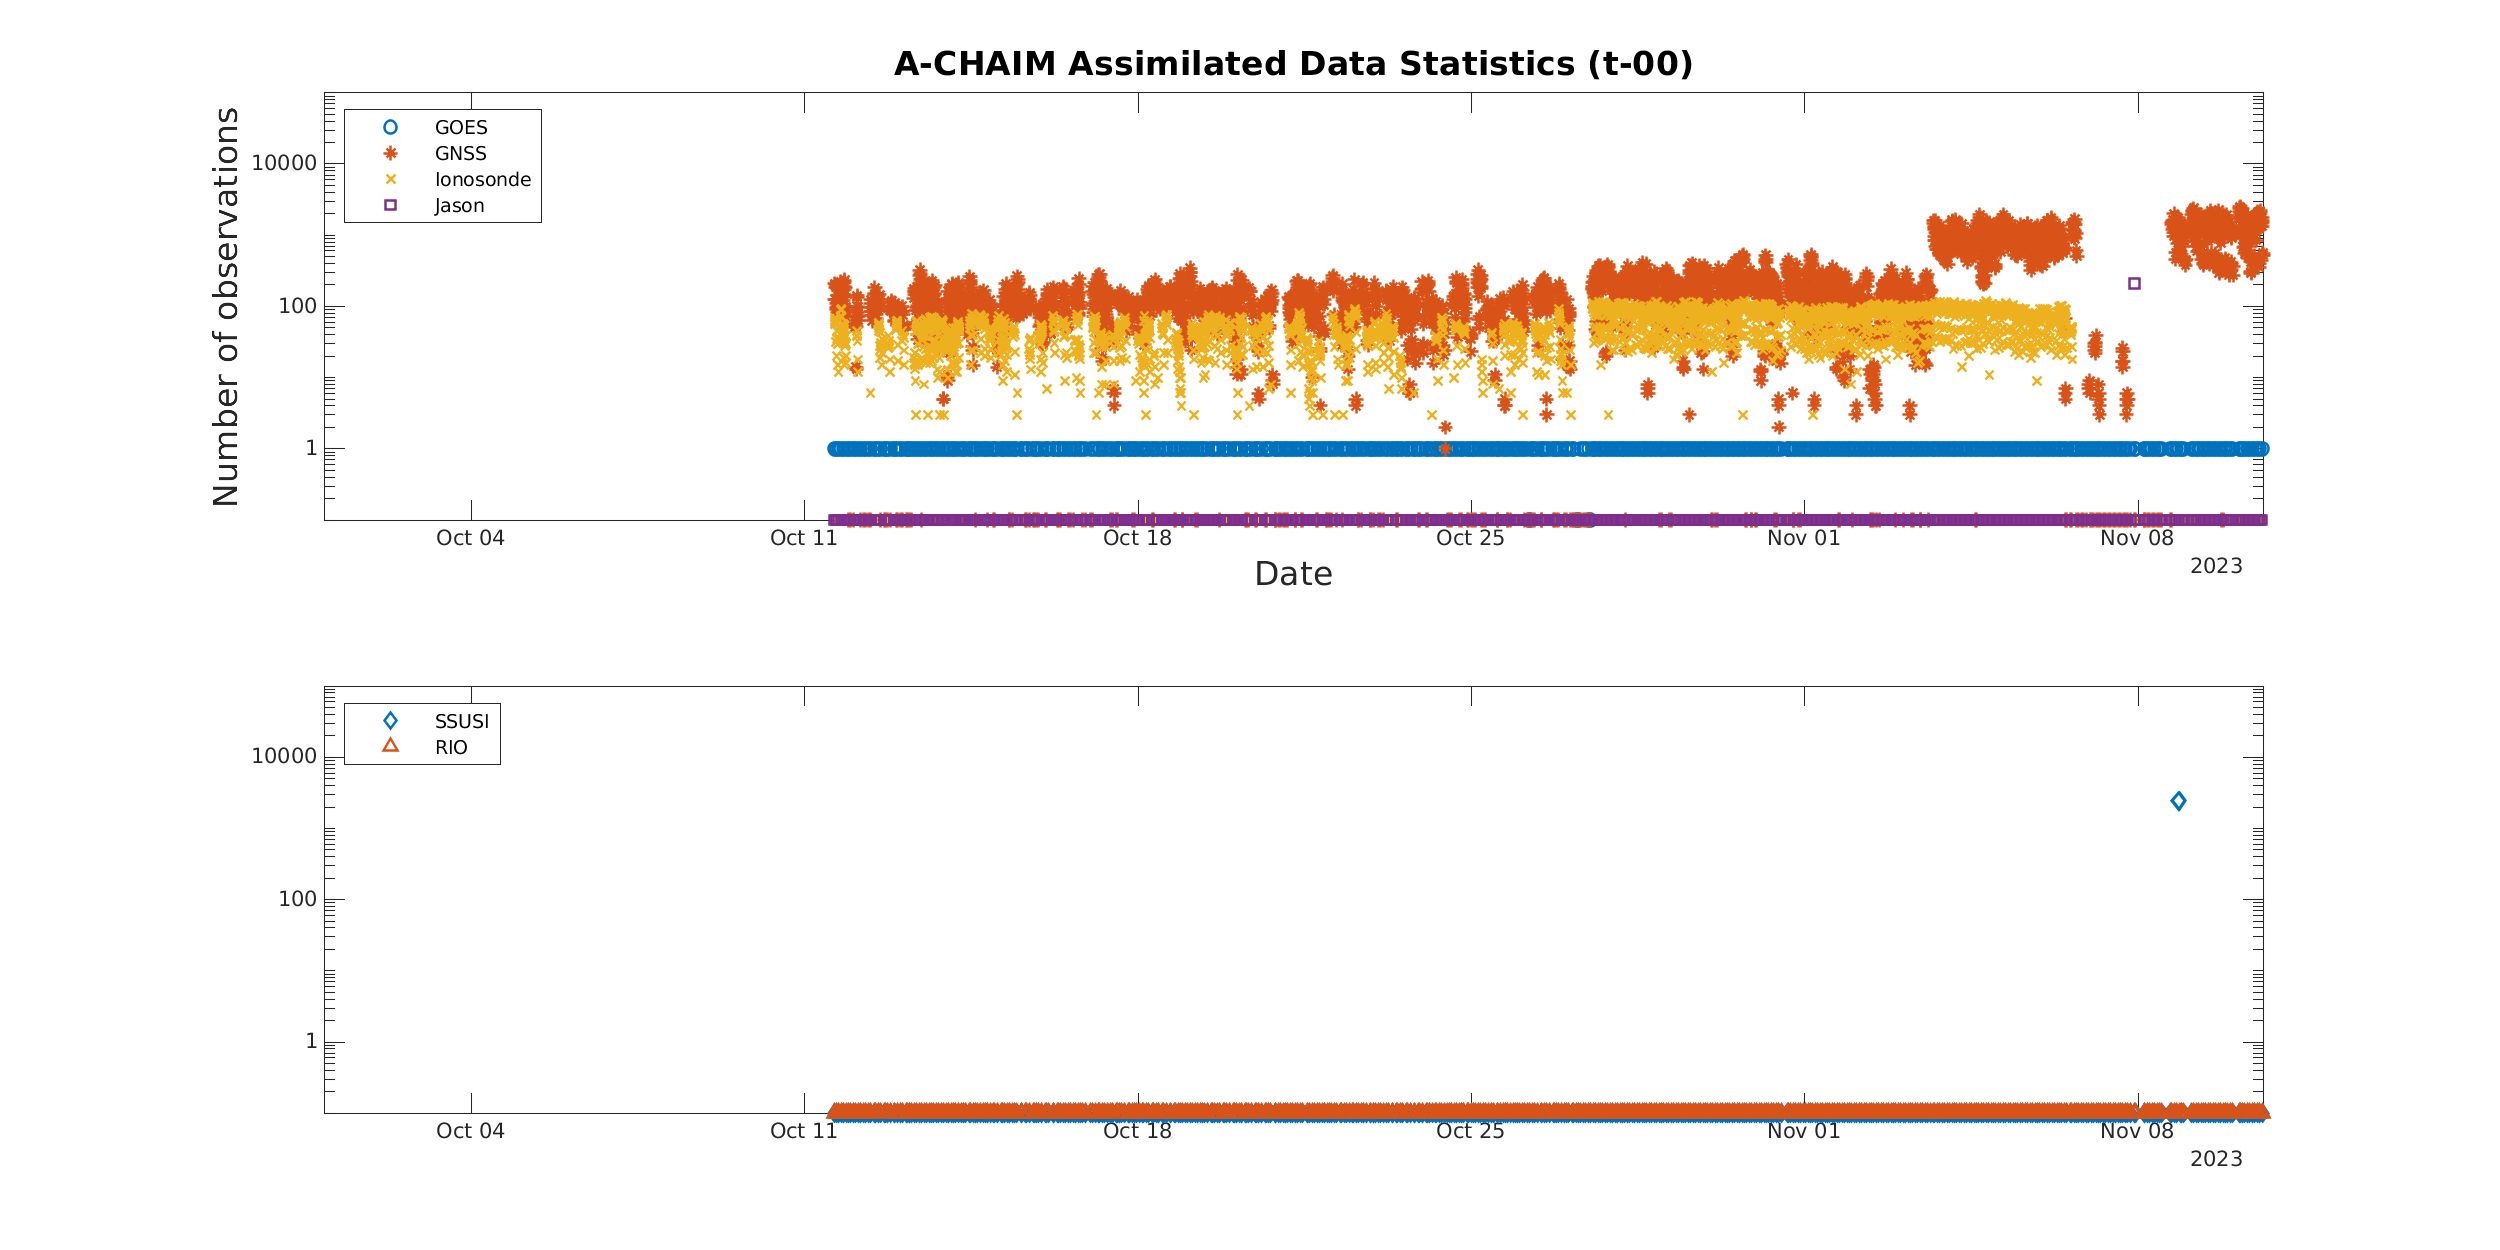 A-CHAIM Assimilated Data Statistics (t-00)
Number of observations
10000
100
1
GOES
GNSS
Ionosonde
Jason
Oct 04
Oct 11
Oct 18
Oct 25
Nov 01
Nov 08
2023
Date
10000
100
1
SSUSI
RIO
Oct 04
Oct 11
Oct 18
Oct 25
Nov 01
Nov 08
2023